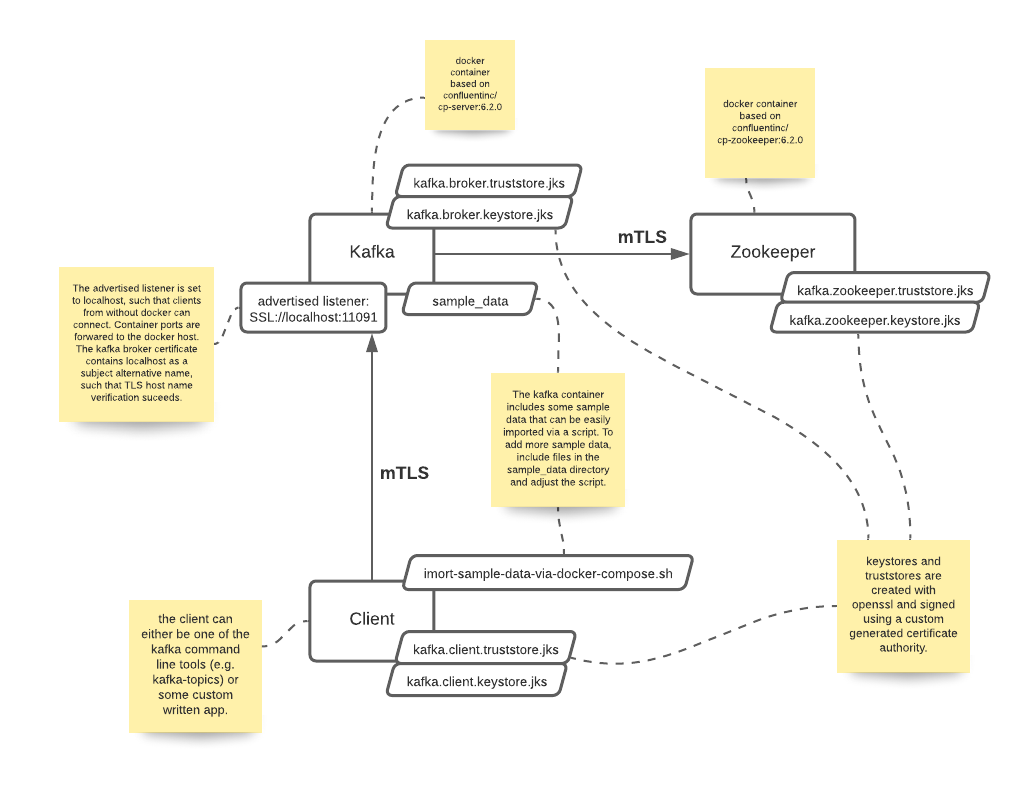 docker
container
based on
confluentinc/
cp-server:6.2.0
docker container
based on
confluentinc/
cp-zookeeper:6.2.0
kafka.broker.truststore.jks
kafka.broker.keystore.jks
mTLS
Kafka
Zookeeper
The advertised listener is set
to localhost, such that clients
from without docker can
connect. Container ports are
forwared to the docker host.
The kafka broker certificate
contains localhost as a
subject alternative name,
such that TLS host name
verification suceeds.
advertised listener:
SSL://localhost:11091
sample_data
kafka.zookeeper.truststore.jks
kafka.zookeeper.keystore.jks
The kafka container
includes some sample
data that can be easily
imported via a script. To
add more sample data,
include files in the
sample_data directory
and adjust the script.
mTLS
imort-sample-data-via-docker-compose.sh
Client
kafka.client.truststore.jks
kafka.client.keystore.jks
the client can
either be one of the
kafka command
line tools (e.g.
kafka-topics) or
some custom
written app.
keystores and
truststores are
created with
openssl and signed
using a custom
generated certificate
authority.